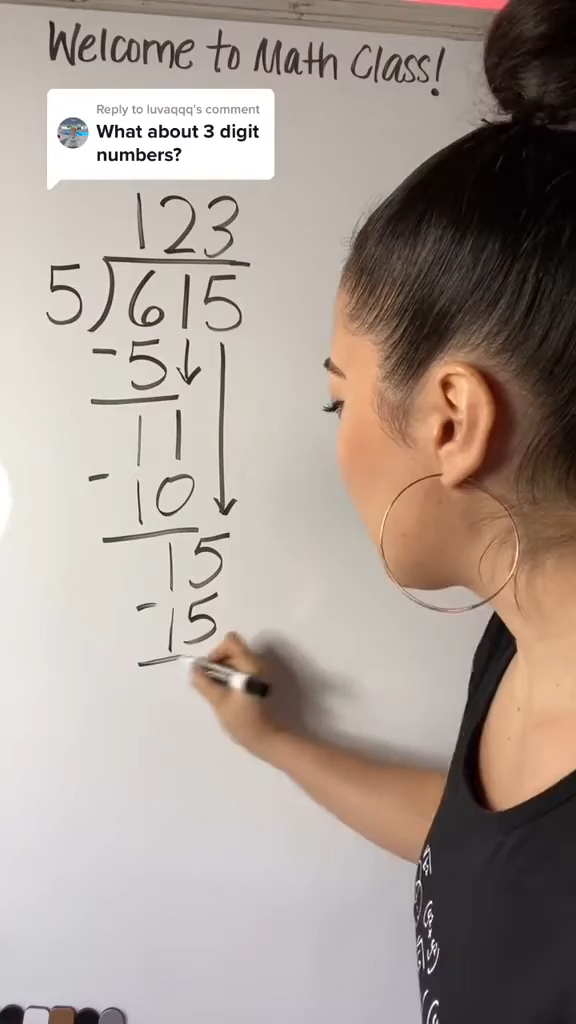 Welcome to Math Class!
Reply to luvaqqq's comment
What about 3 digit
numbers?
123
5)615
-5
11
-10
15
-15